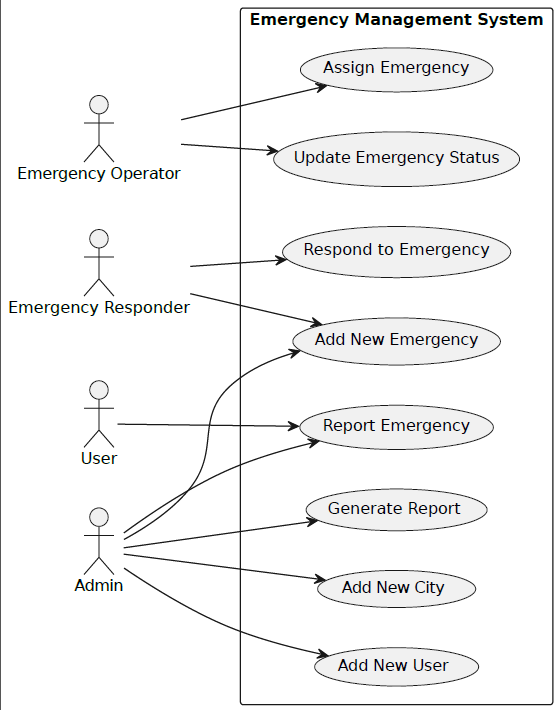 Emergency Management System
Assign Emergency
Update Emergency Status
Emergency Operator
Respond to Emergency
Emergency Responder
Add New Emergency
Report Emergency
User
Generate Report
Admin
Add New City
Add New User